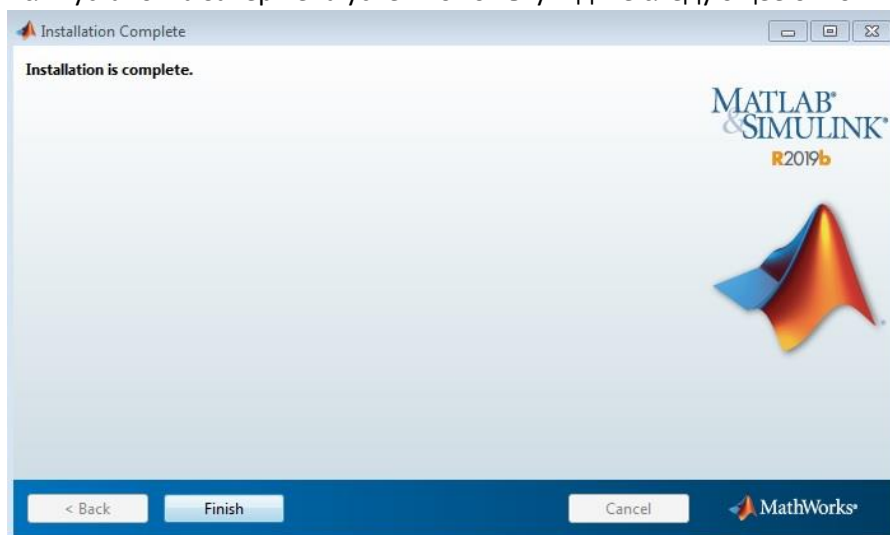 Installation Complete
Installation is complete.
MATLAB®
&SIMULINK®
R2019b
< Back
Finish
Cancel
MathWorks®